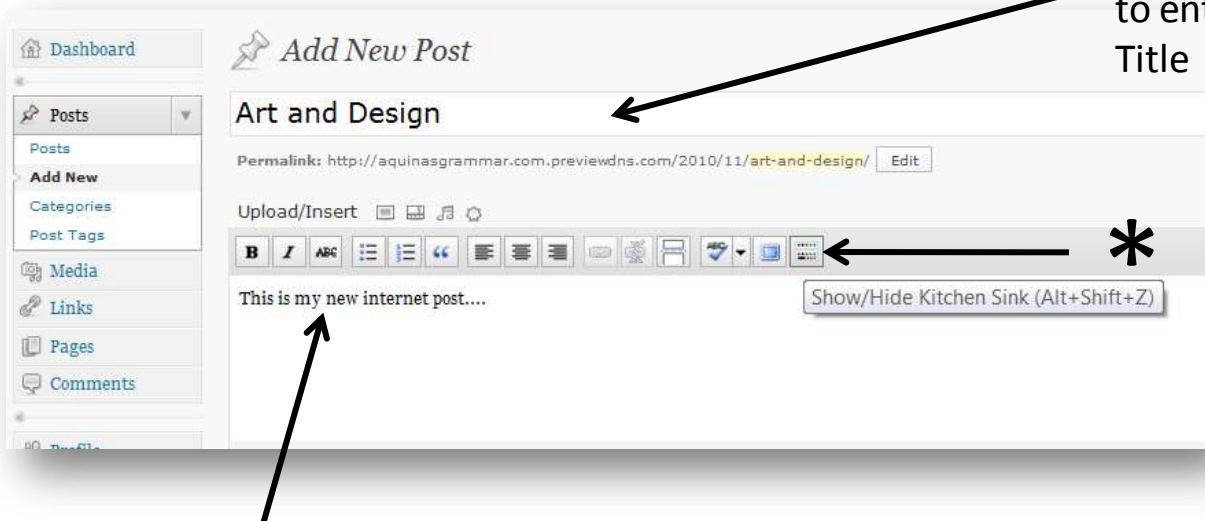 to ent
Title
Dashboard
Posts
Posts
Add New
Categories
Post Tags
Media
Links
Pages
Comments
Add New Post
Art and Design
Permalink: http://aquinasgrammar.com.previewdns.com/2010/11/art-and-design/ Edit
Upload/Insert
B I ABC “ ABC
This is my new internet post....
*
Show/Hide Kitchen Sink (Alt+Shift+Z)